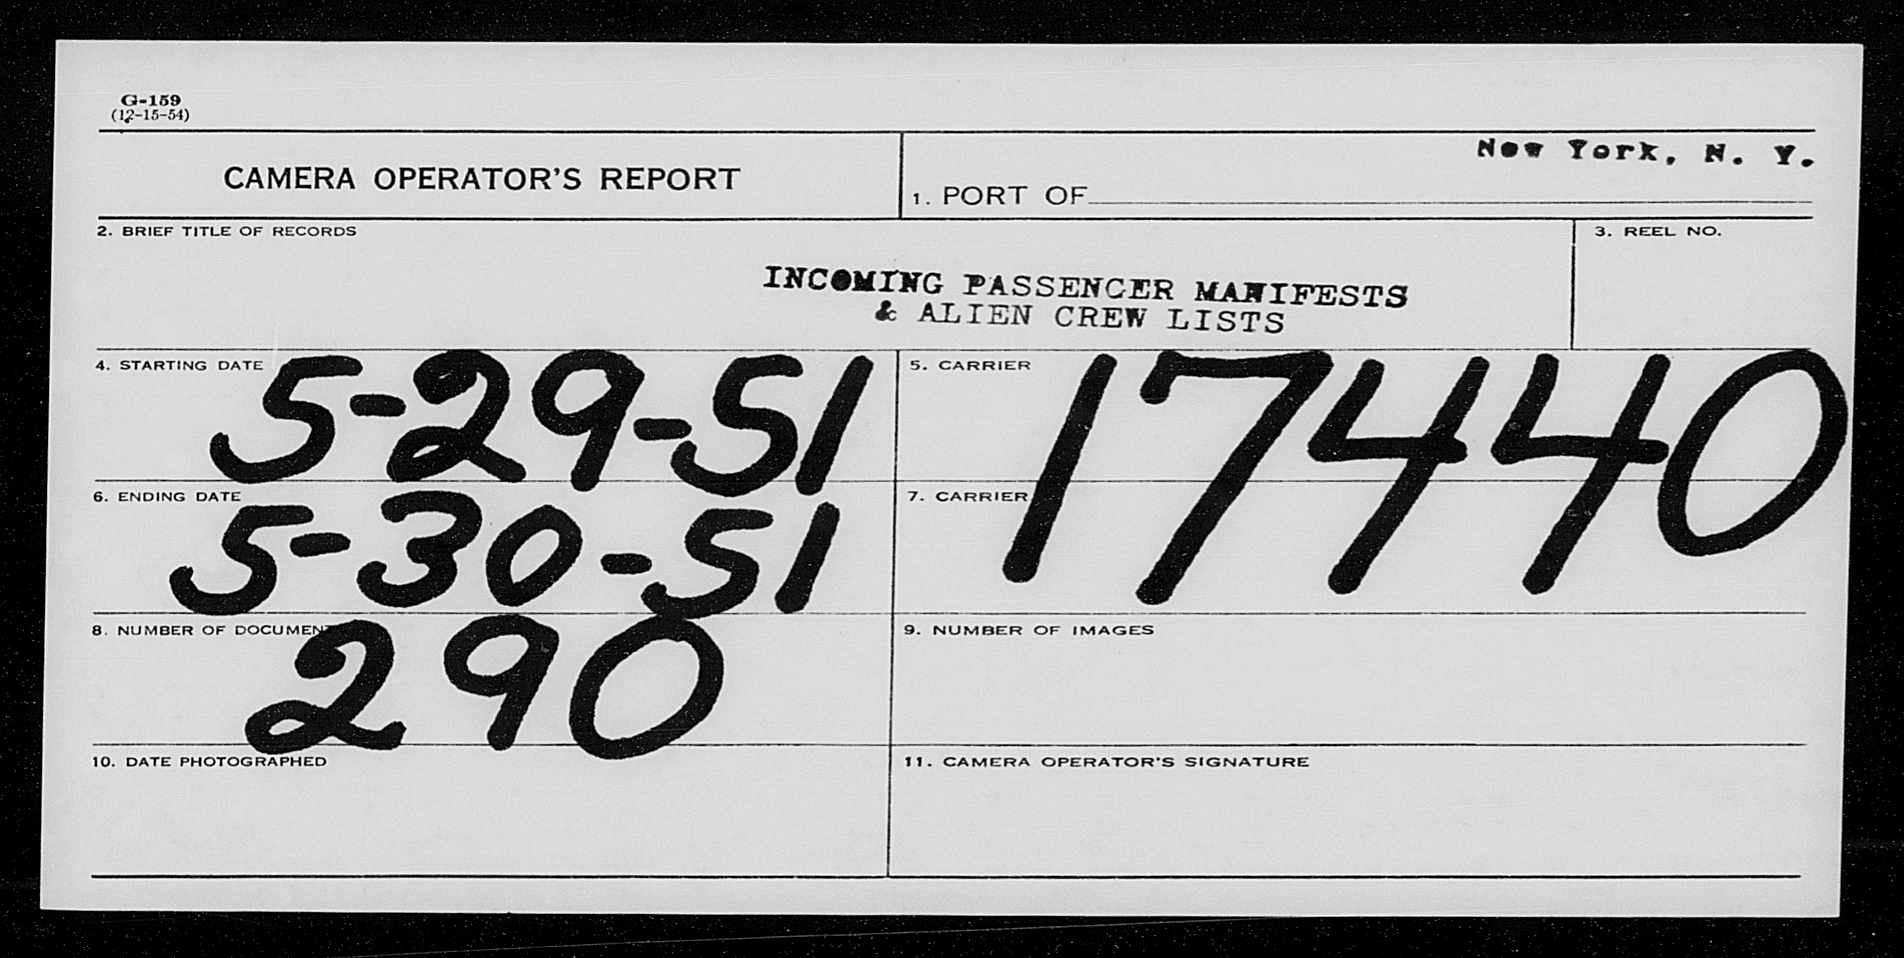 G-159
(12-15-54)
CAMERA OPERATOR'S REPORT
New York, N. Y.
1. PORT OF
2. BRIEF TITLE OF RECORDS
3. REEL NO.
INCOMING PASSENGER MANIFESTS
& ALIEN CREW LISTS
4. STARTING DATE
5-29-51
5. CARRIER
17440
6. ENDING DATE
5-30-51
7. CARRIER
8. NUMBER OF DOCUMENT
290
9. NUMBER OF IMAGES
10. DATE PHOTOGRAPHED
11. CAMERA OPERATOR'S SIGNATURE